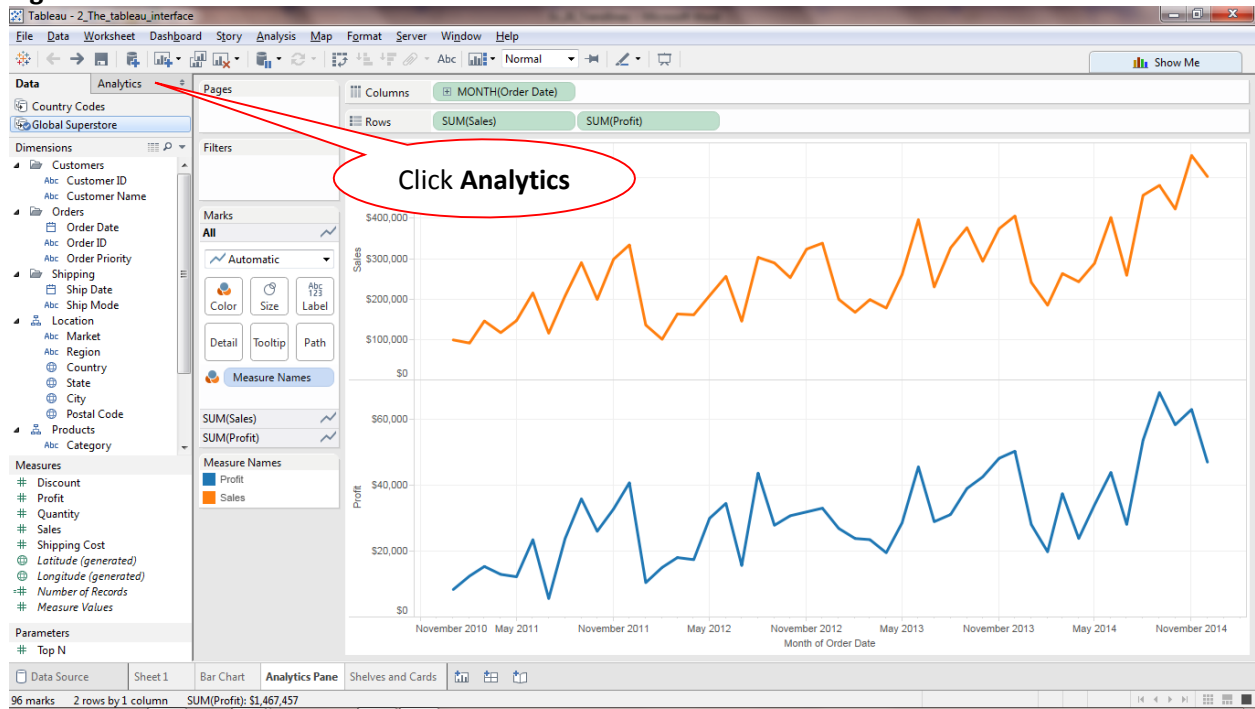 Tableau - 2_The_tableau_interface
File Data Worksheet Dashboard Story Analysis Map Format Server Window Help
Abc Normal Show Me
Data Analytics
Country Codes
Global Superstore
Dimensions
Customers
Abc Customer ID
Abc Customer Name
Orders
Order Date
Abc Order ID
Abc Order Priority
Shipping
Ship Date
Abc Ship Mode
Location
Abc Market
Abc Region
Country
State
City
Postal Code
Products
Abc Category
Measures
# Discount
# Profit
# Quantity
# Sales
# Shipping Cost
Latitude (generated)
Longitude (generated)
=# Number of Records
# Measure Values
Parameters
# Top N
Pages
Filters
Marks
All
Automatic
Color Size Abc 123 Label
Detail Tooltip Path
Measure Names
SUM(Sales)
SUM(Profit)
Measure Names
Profit
Sales
Columns MONTH(Order Date)
Rows SUM(Sales) SUM(Profit)
Click Analytics
Sales
$400,000
$300,000
$200,000
$100,000
$0
Profit
$60,000
$40,000
$20,000
$0
November 2010 May 2011 November 2011 May 2012 November 2012 May 2013 November 2013 May 2014 November 2014
Month of Order Date
Data Source Sheet 1 Bar Chart Analytics Pane Shelves and Cards
96 marks 2 rows by 1 column SUM(Profit): $1,467,457